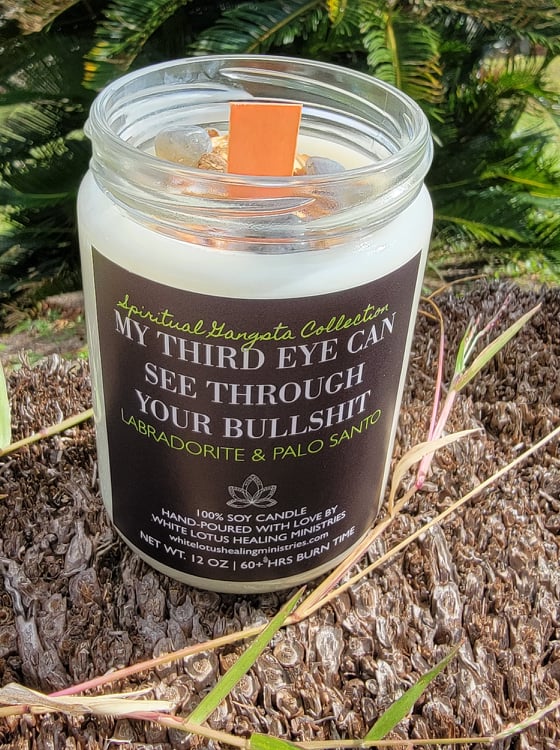 Spiritual Gangsta Collection
MY THIRD EYE CAN
SEE THROUGH
YOUR BULLSHIT
LABRADORITE & PALO SANTO
100% SOY CANDLE
HAND-POURED WITH LOVE BY
WHITE LOTUS HEALING MINISTRIES
whitelotushealingministries.com
NET WT. 12 OZ | 60+ HRS BURN TIME